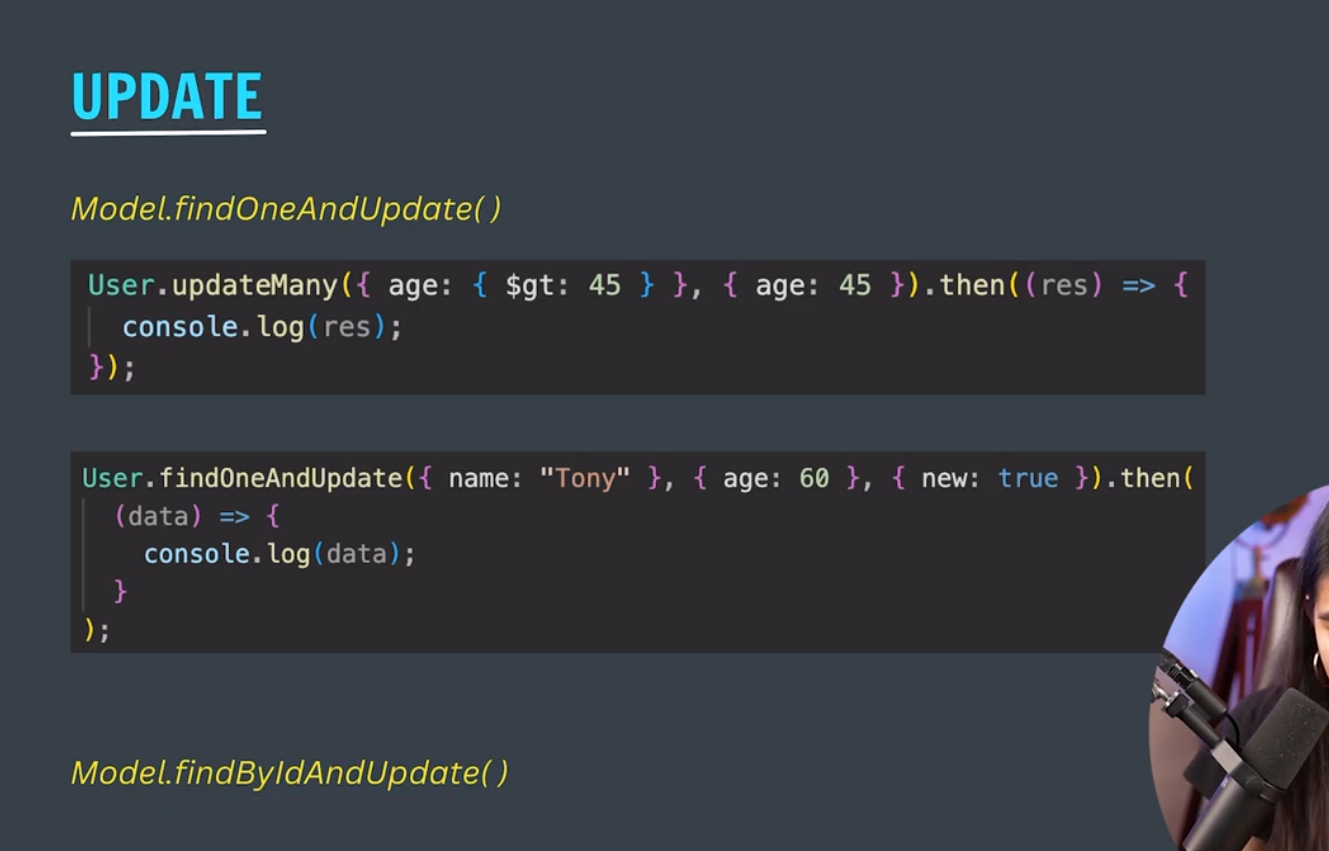 UPDATE
Model.findOneAndUpdate( )
User.updateMany({ age: { $gt: 45 } }, { age: 45 }).then((res) => {
console.log(res);
});
User.findOneAndUpdate({ name: "Tony" }, { age: 60 }, { new: true }).then(
(data) => {
console.log(data);
}
);
Model.findByIdAndUpdate( )